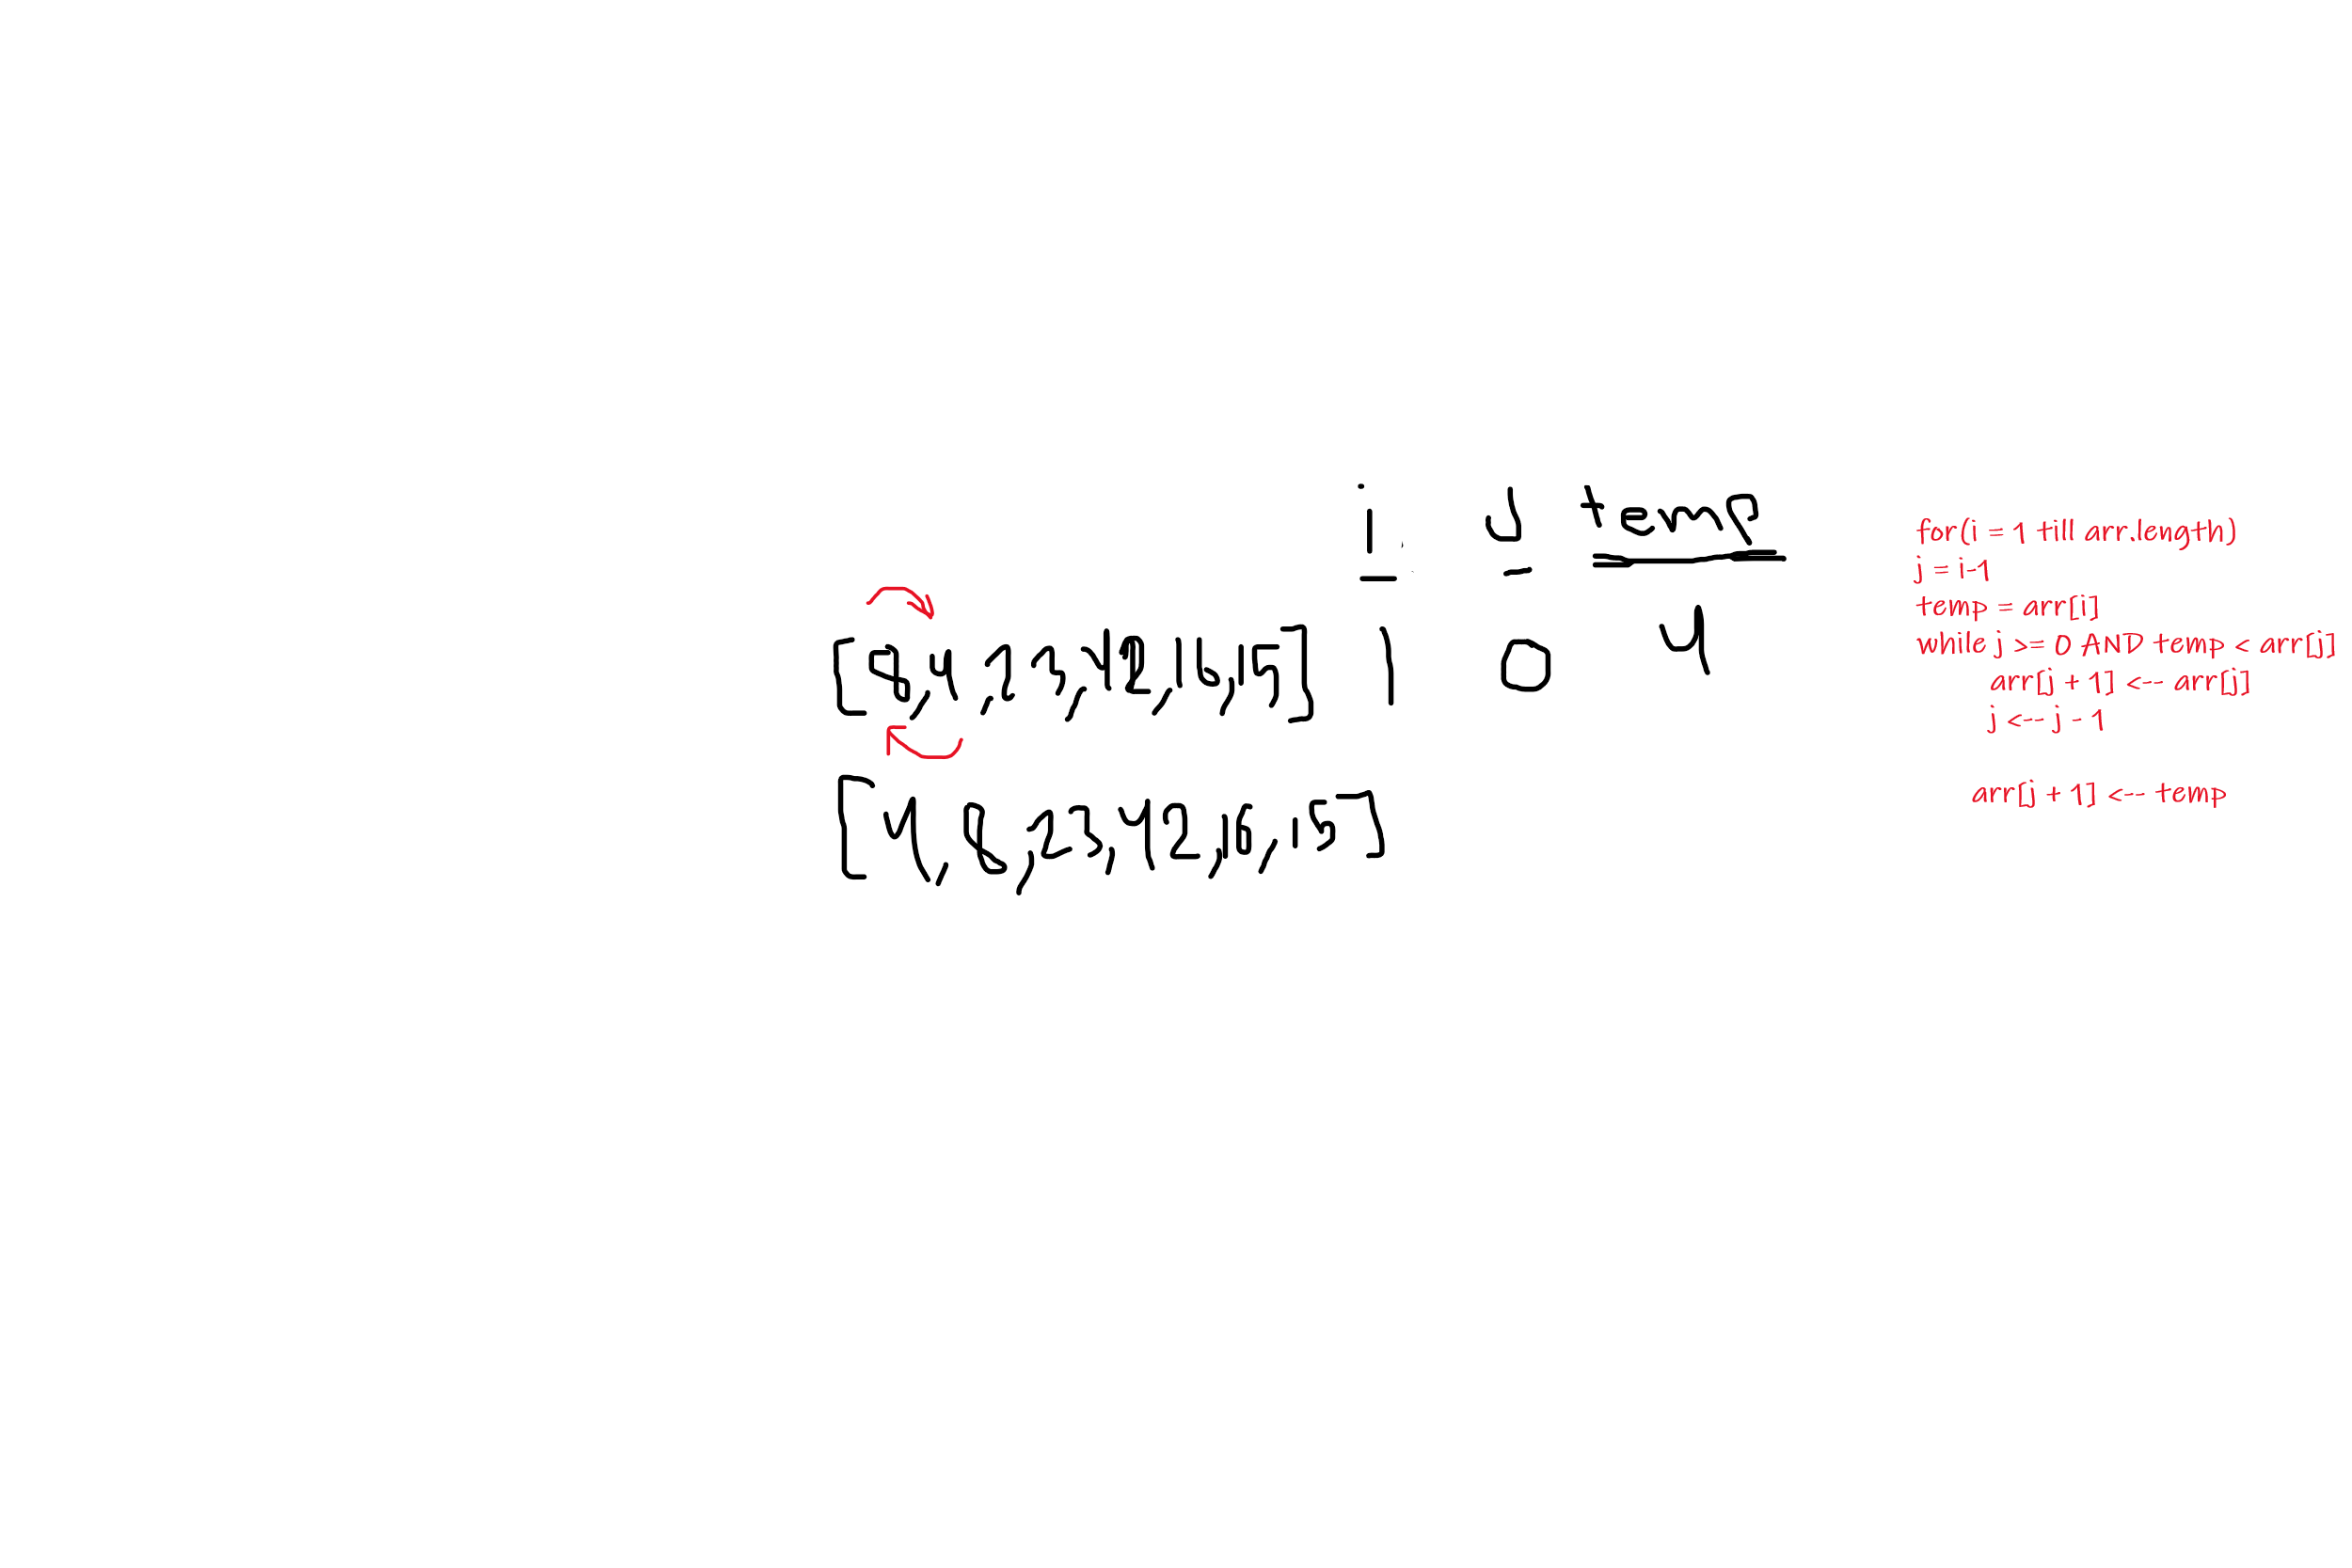 i j temp
[8,4,23,42,16,15] 1 0 4
[4,8,23,42,16,15]
for(i = 1 till arr.length)
j = i-1
temp = arr[i]
while j >= 0 AND temp < arr[j]
arr[j + 1] <-- arr[j]
j <-- j - 1
arr[j + 1] <-- temp